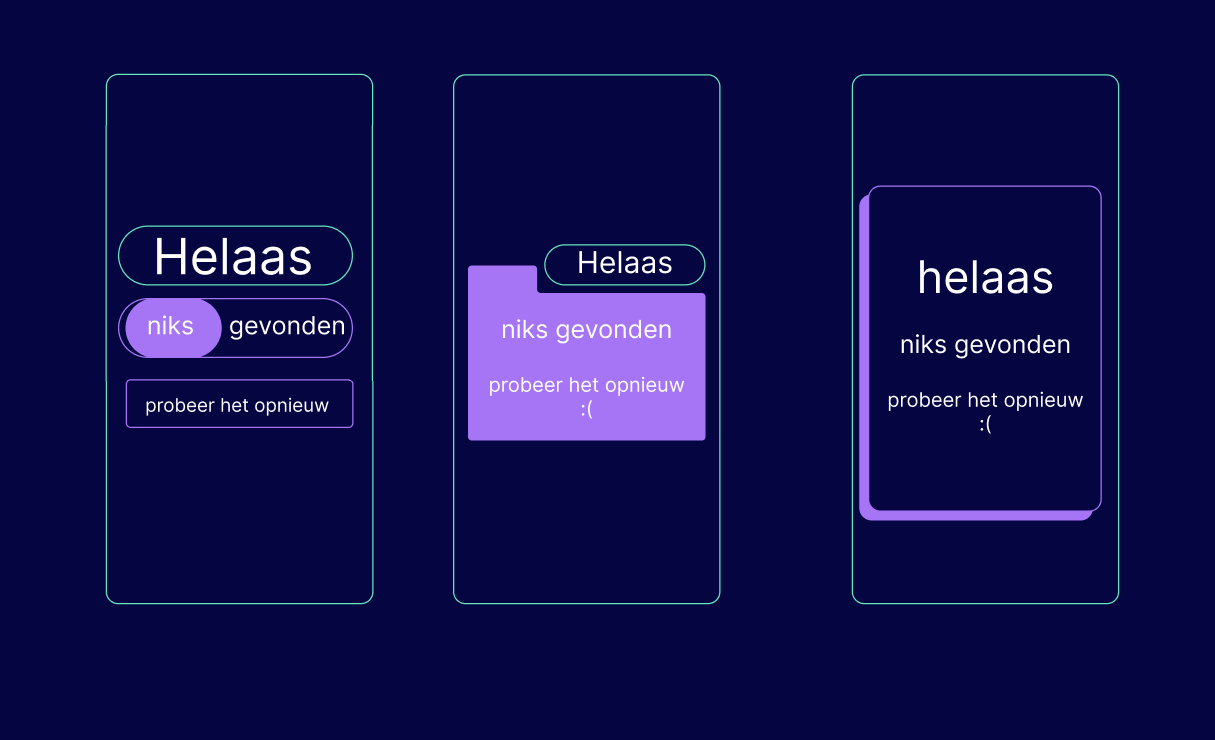 Helaas
niks gevonden
probeer het opnieuw
Helaas
niks gevonden
probeer het opnieuw
:(
helaas
niks gevonden
probeer het opnieuw
:(